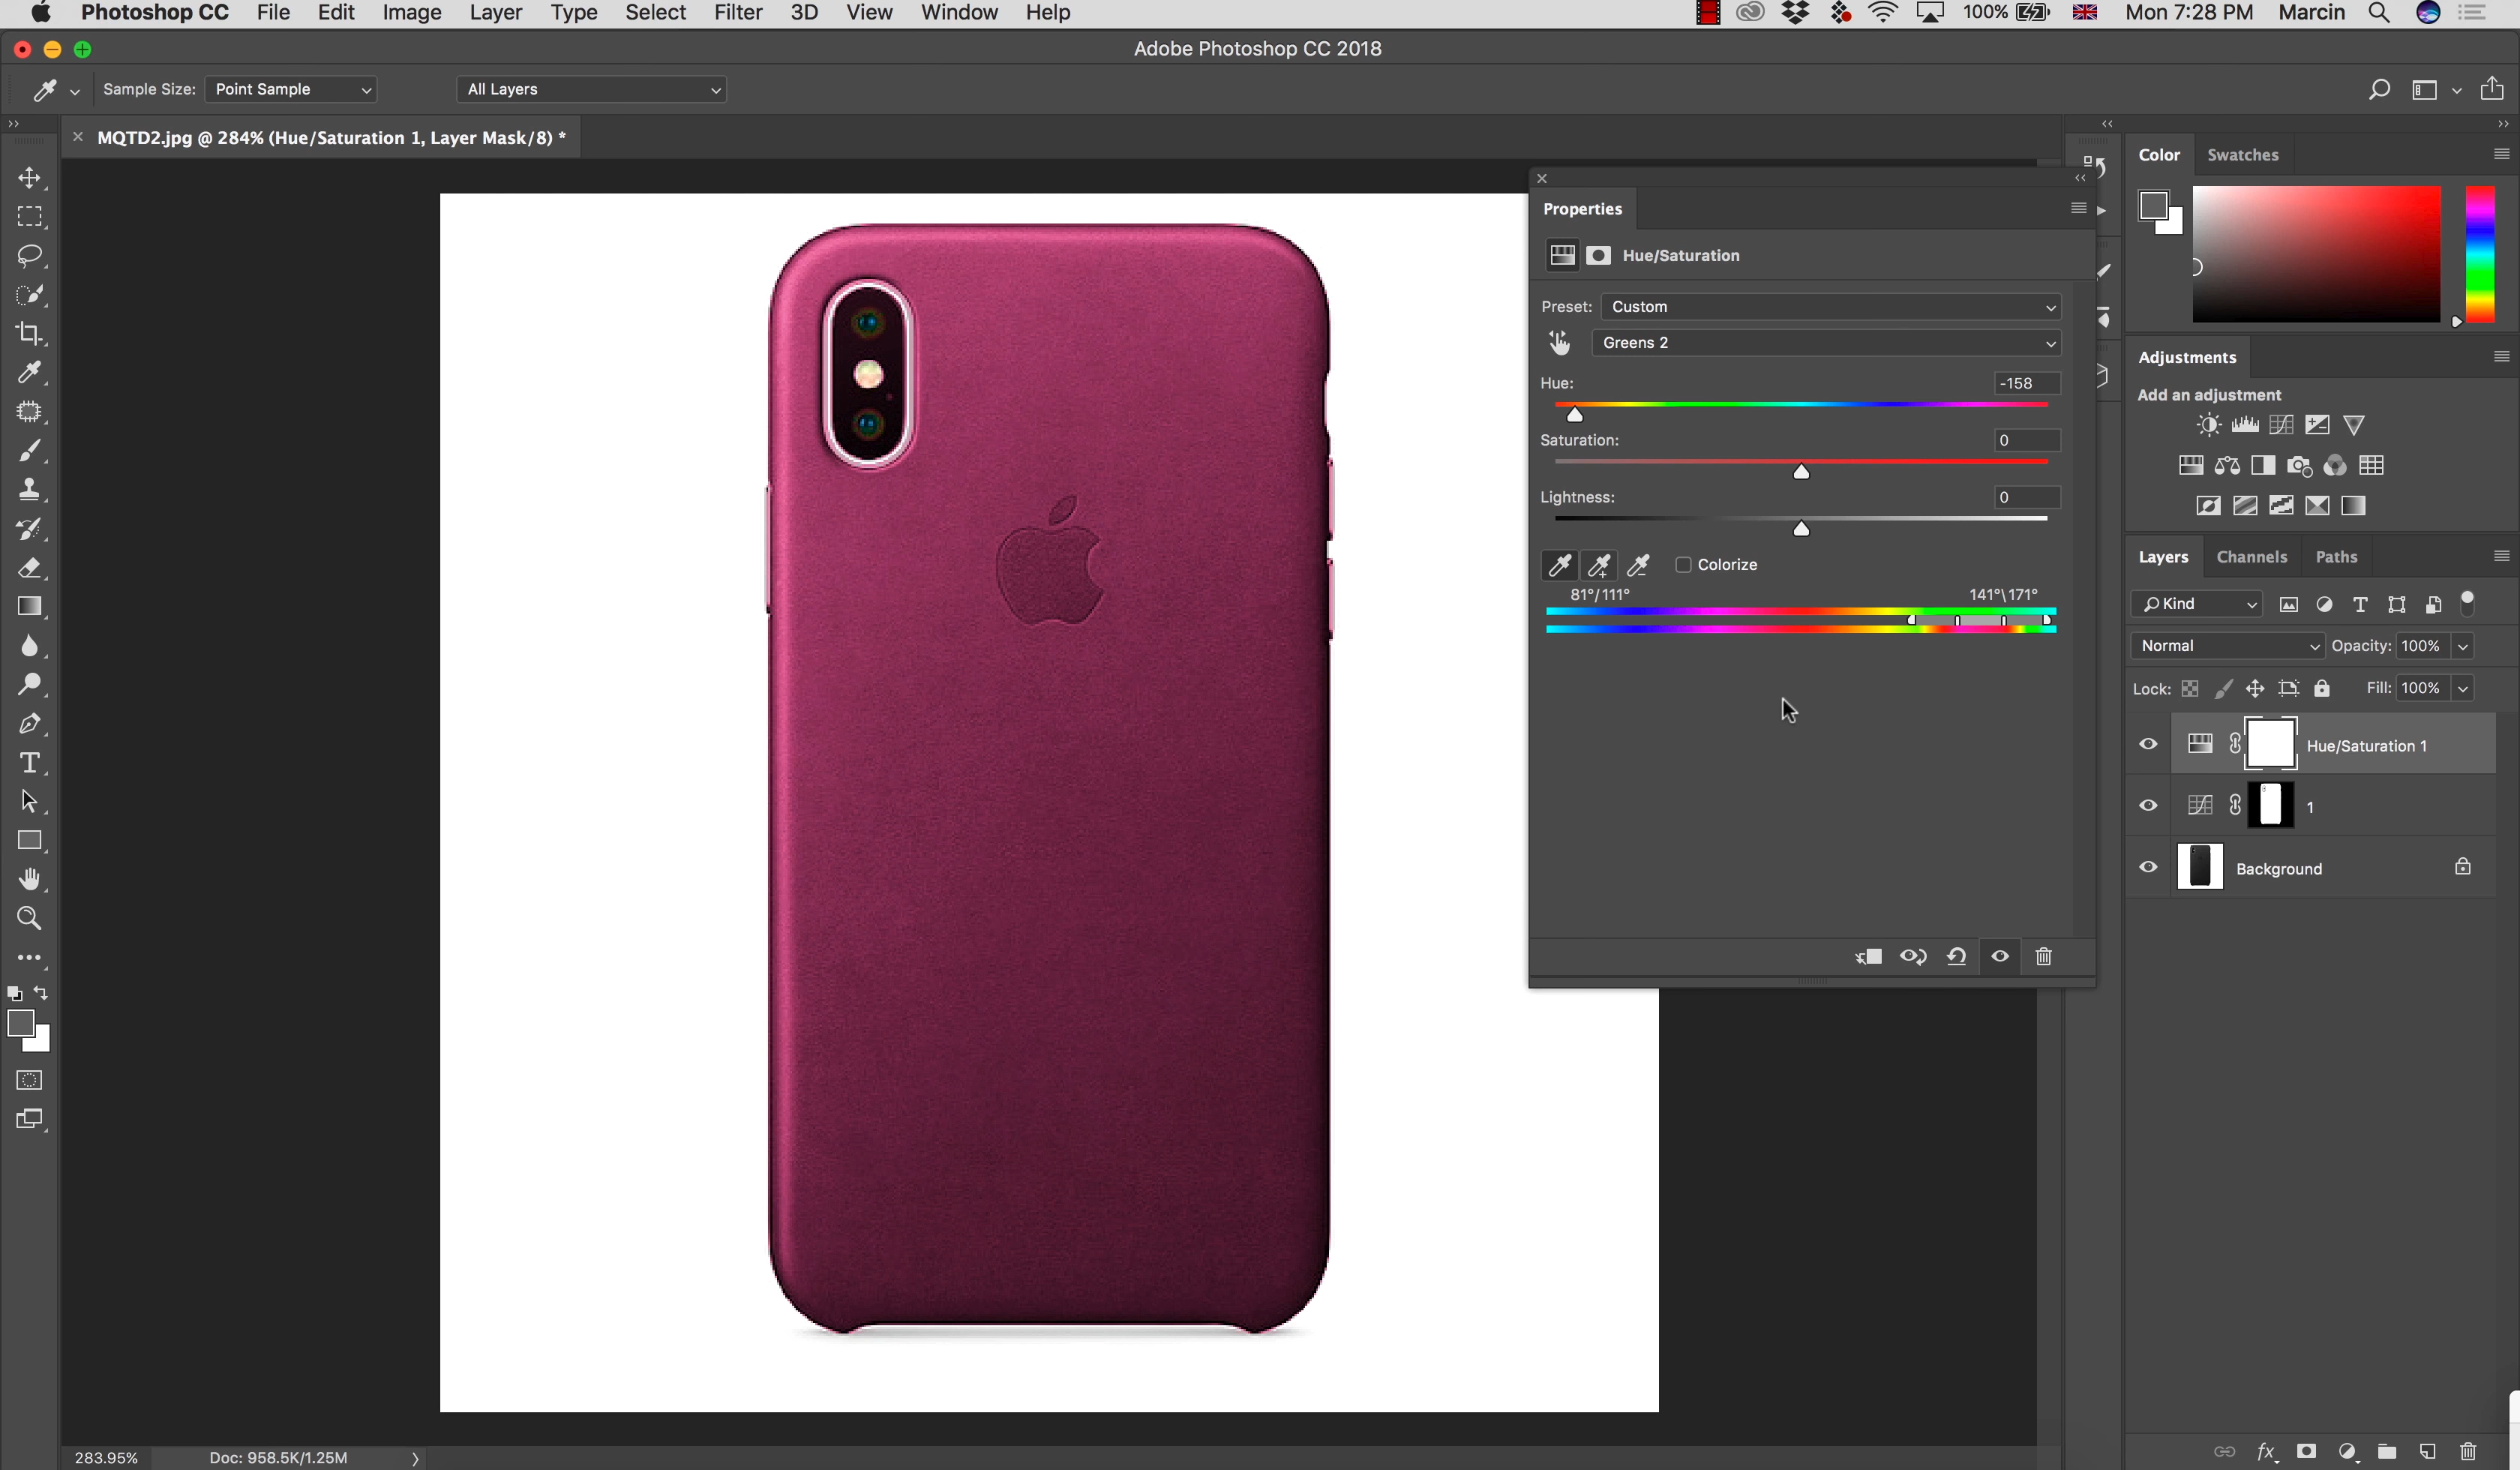 Photoshop CC File Edit Image Layer Type Select Filter 3D View Window Help 100% Mon 7:28 PM Marcin
Adobe Photoshop CC 2018
Sample Size: Point Sample All Layers
MQTD2.jpg @ 284% (Hue/Saturation 1, Layer Mask/8) *
Properties
Hue/Saturation
Preset: Custom
Greens 2
Hue: -158
Saturation: 0
Lightness: 0
Colorize
81°/111° 141°\171°
Color Swatches
Adjustments
Add an adjustment
Layers Channels Paths
Kind
Normal Opacity: 100%
Lock: Fill: 100%
Hue/Saturation 1
1
Background
fx
283.95% Doc: 958.5K/1.25M